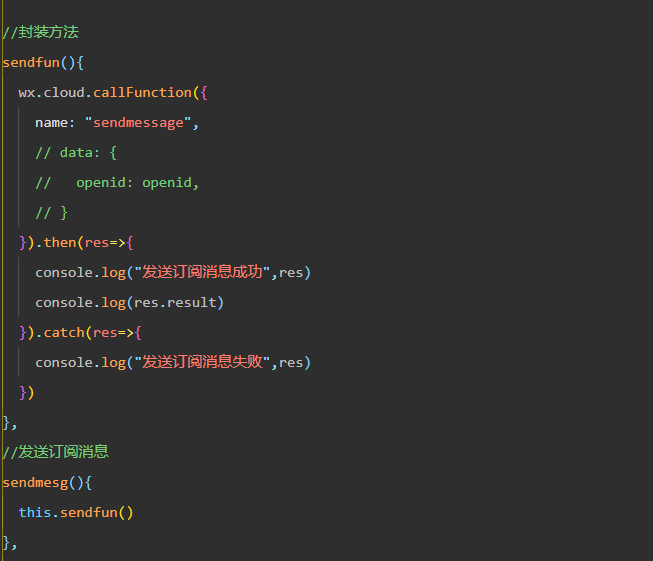 //封装方法
sendfun(){
wx.cloud.callFunction({
name: "sendmessage",
// data: {
//   openid: openid,
// }
}).then(res=>{
console.log("发送订阅消息成功",res)
console.log(res.result)
}).catch(res=>{
console.log("发送订阅消息失败",res)
})
},
//发送订阅消息
sendmesg(){
this.sendfun()
},